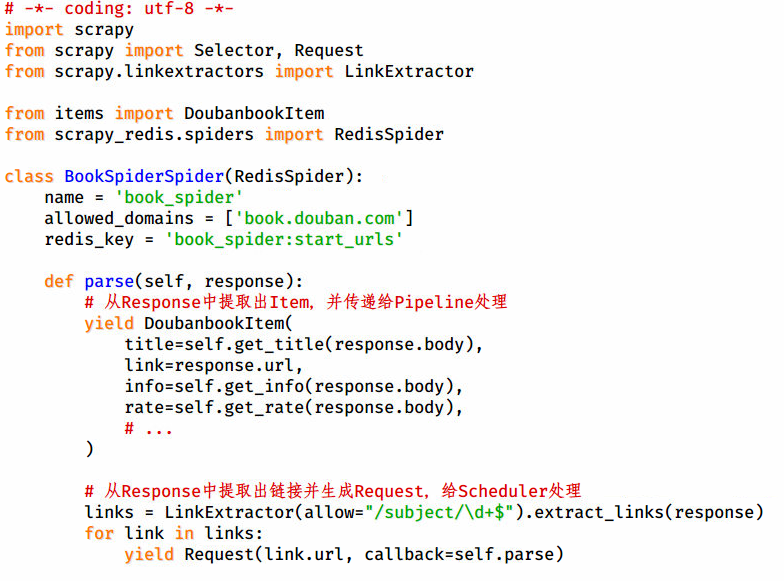 # -*- coding: utf-8 -*-
import scrapy
from scrapy import Selector, Request
from scrapy.linkextractors import LinkExtractor

from items import DoubanbookItem
from scrapy_redis.spiders import RedisSpider

class BookSpiderSpider(RedisSpider):
    name = 'book_spider'
    allowed_domains = ['book.douban.com']
    redis_key = 'book_spider:start_urls'

    def parse(self, response):
        # 从Response中提取出Item，并传递给Pipeline处理
        yield DoubanbookItem(
            title=self.get_title(response.body),
            link=response.url,
            info=self.get_info(response.body),
            rate=self.get_rate(response.body),
            # ...
        )

        # 从Response中提取出链接并生成Request，给Scheduler处理
        links = LinkExtractor(allow="/subject/\d+$").extract_links(response)
        for link in links:
            yield Request(link.url, callback=self.parse)